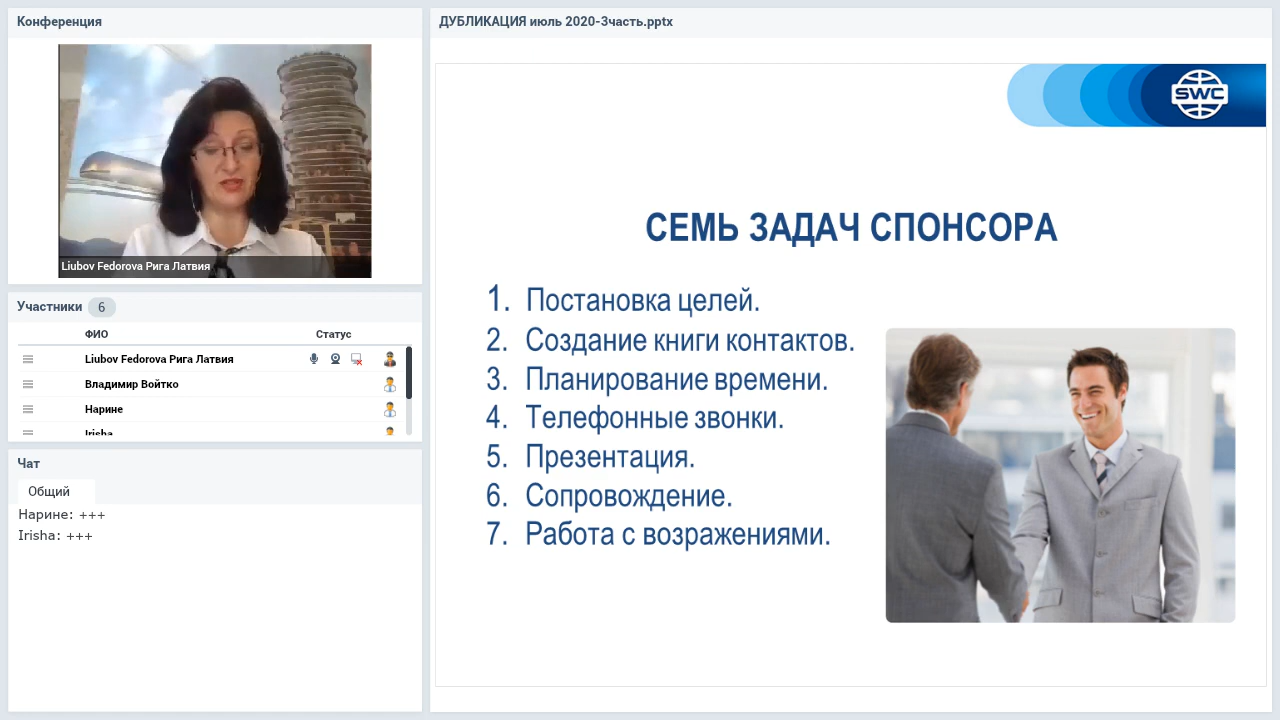 Конференция
Liubov Fedorova Рига Латвия
Участники 6
ФИО Статус
Liubov Fedorova Рига Латвия
Владимир Войтко
Нарине
Irisha
Чат
Общий
Нарине: +++
Irisha: +++
ДУБЛИКАЦИЯ июль 2020-3часть.pptx
SWC
СЕМЬ ЗАДАЧ СПОНСОРА
1. Постановка целей.
2. Создание книги контактов.
3. Планирование времени.
4. Телефонные звонки.
5. Презентация.
6. Сопровождение.
7. Работа с возражениями.